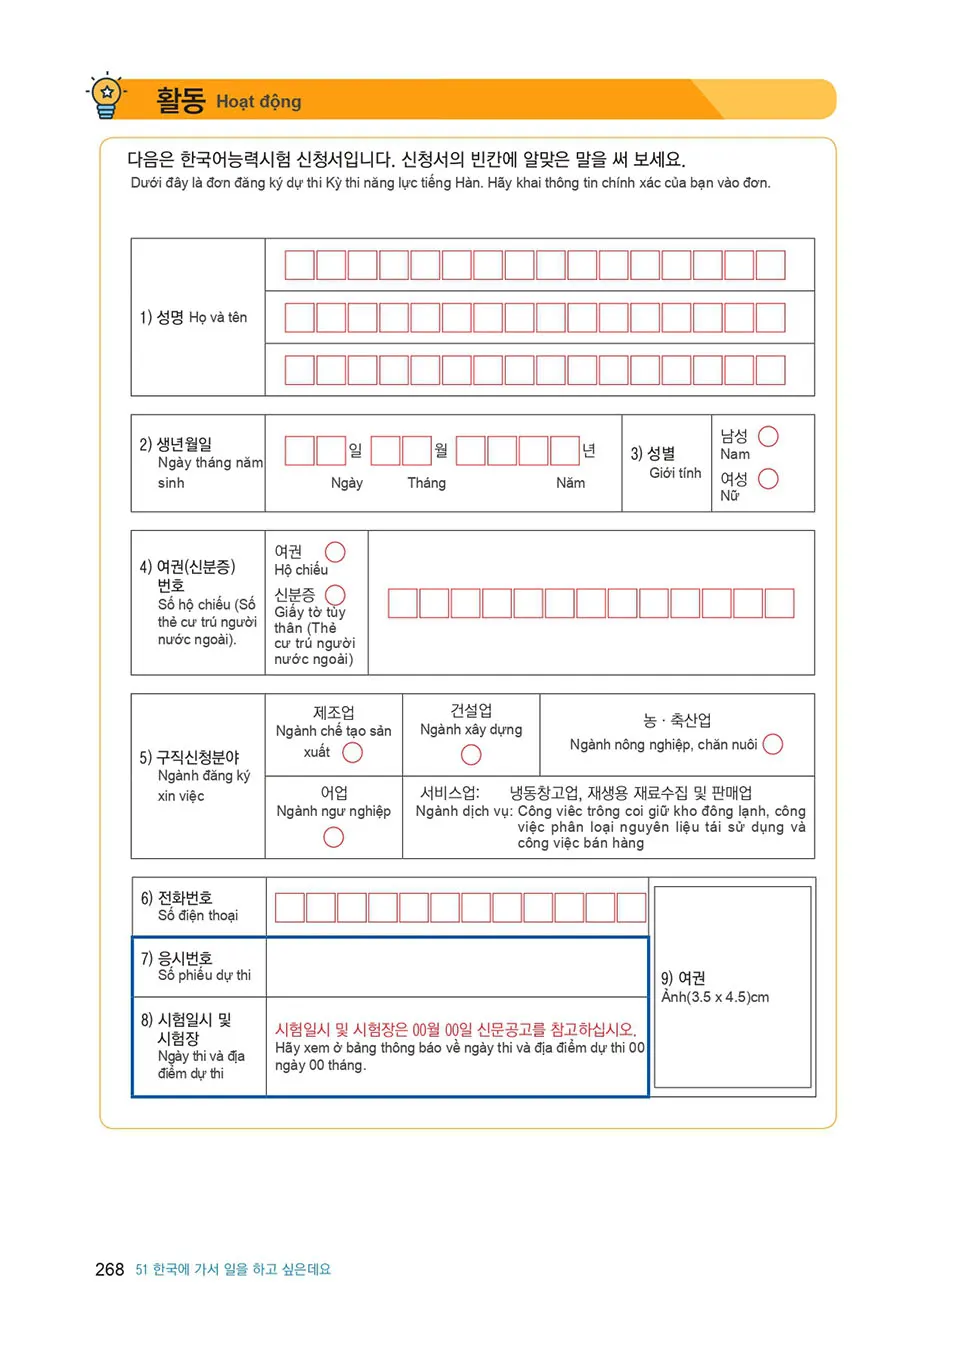 활동 Hoạt động
다음은 한국어능력시험 신청서입니다. 신청서의 빈칸에 알맞은 말을 써 보세요.
Dưới đây là đơn đăng ký dự thi Kỳ thi năng lực tiếng Hàn. Hãy khai thông tin chính xác của bạn vào đơn.
1) 성명 Họ và tên
2) 생년월일
Ngày tháng năm
sinh
일 월 년
Ngày Tháng Năm
3) 성별
Giới tính
남성
Nam
여성
Nữ
4) 여권(신분증)
번호
Số hộ chiếu (Số
thẻ cư trú người
nước ngoài).
여권
Hộ chiếu
신분증
Giấy tờ tùy
thân (Thẻ
cư trú người
nước ngoài)
5) 구직신청분야
Ngành đăng ký
xin việc
제조업
Ngành chế tạo sản
xuất
건설업
Ngành xây dựng
농 · 축산업
Ngành nông nghiệp, chăn nuôi
어업
Ngành ngư nghiệp
서비스업: 냉동창고업, 재생용 재료수집 및 판매업
Ngành dịch vụ: Công viêc trông coi giữ kho đông lạnh, công
việc phân loại nguyên liệu tái sử dụng và
công việc bán hàng
6) 전화번호
Số điện thoại
7) 응시번호
Số phiếu dự thi
8) 시험일시 및
시험장
Ngày thi và địa
điểm dự thi
시험일시 및 시험장은 00월 00일 신문공고를 참고하십시오.
Hãy xem ở bảng thông báo về ngày thi và địa điểm dự thi 00
ngày 00 tháng.
9) 여권
Ảnh(3.5 x 4.5)cm
268 51 한국에 가서 일을 하고 싶은데요